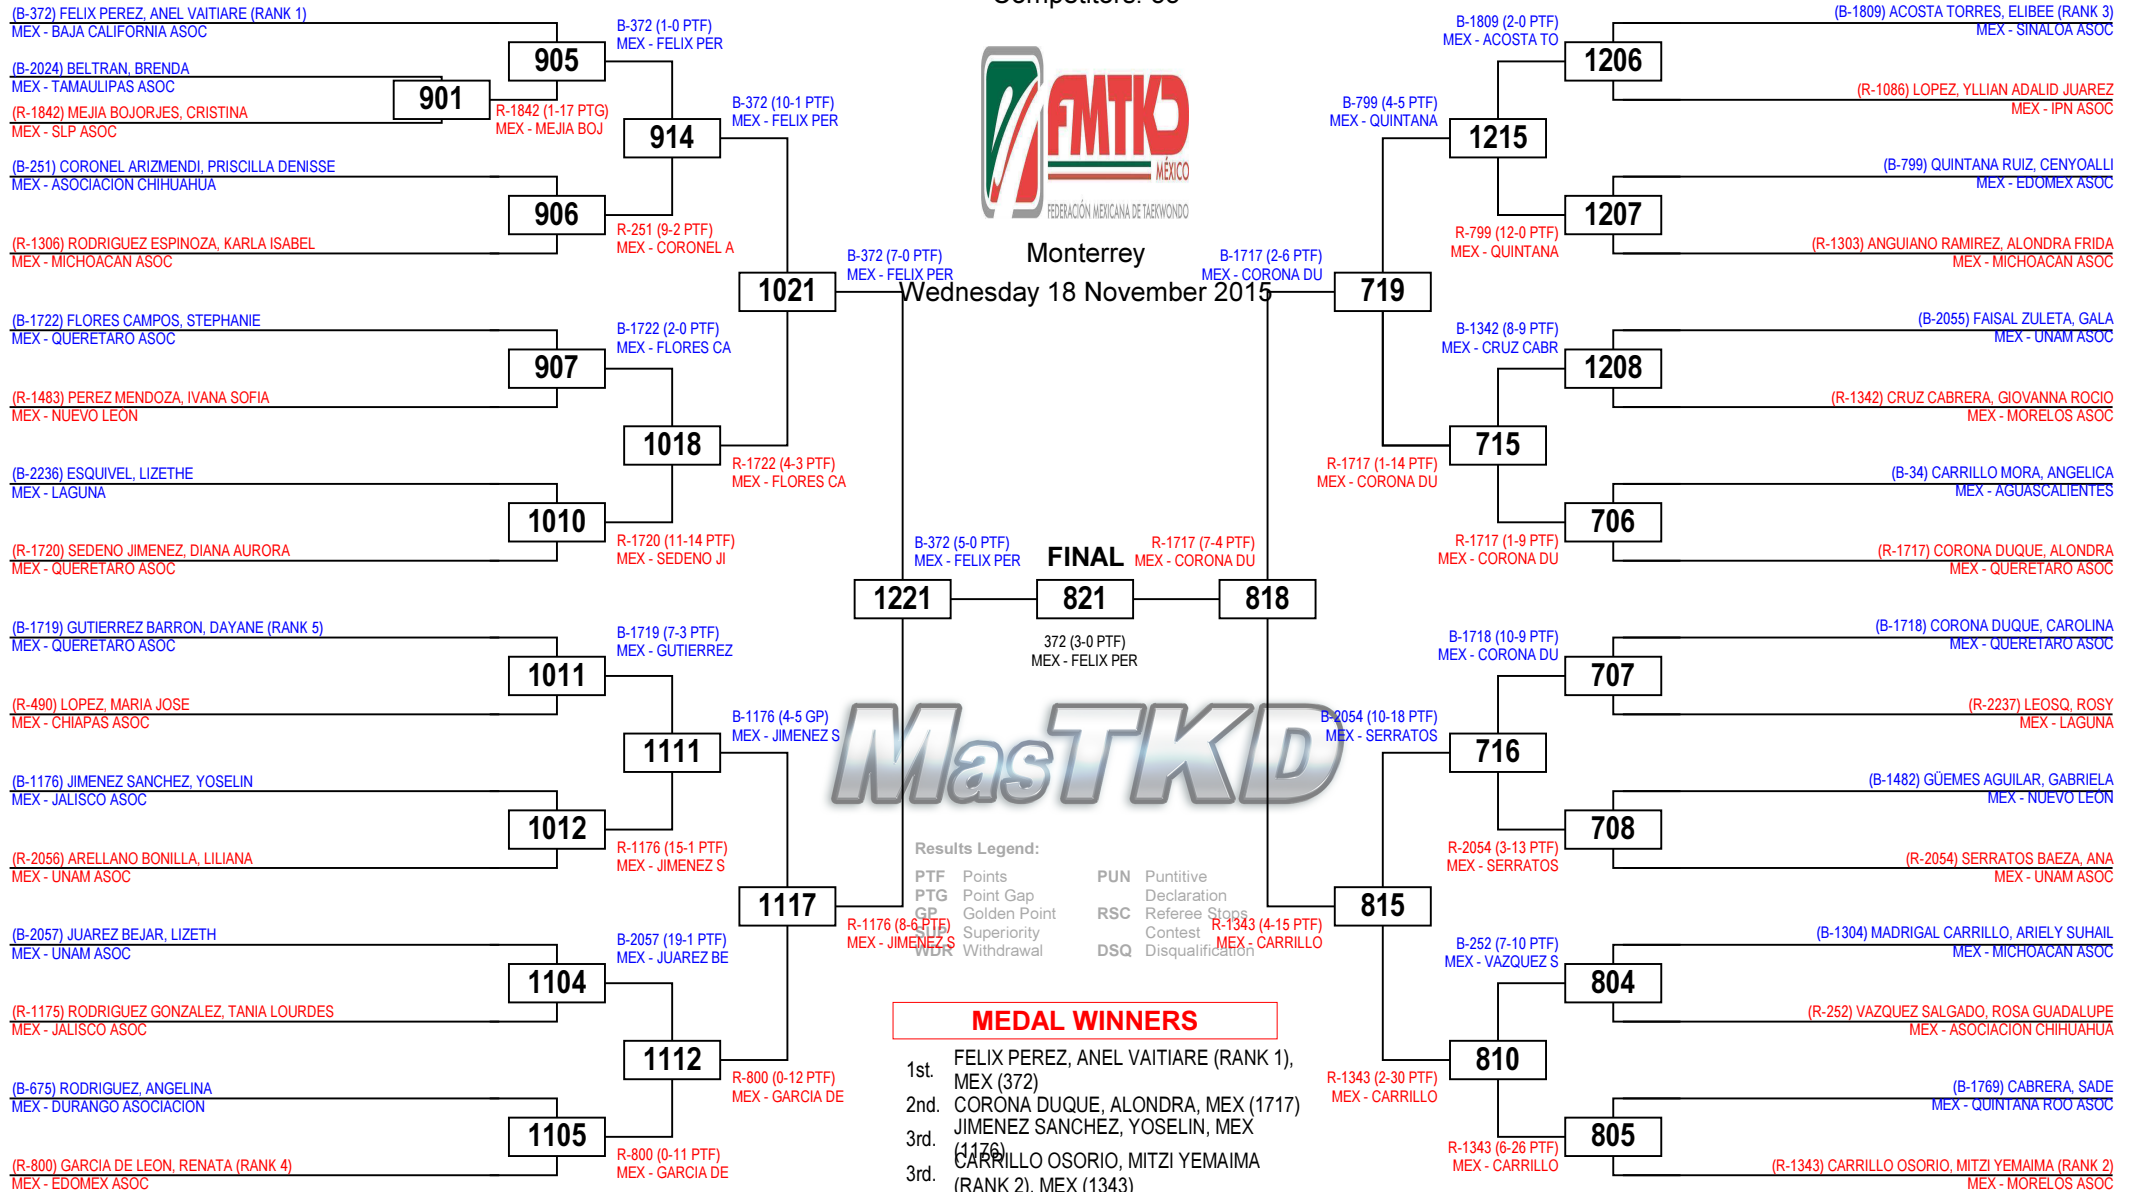 (B-372) FELIX PEREZ, ANEL VAITIARE (RANK 1)
MEX - BAJA CALIFORNIA ASOC
(B-2024) BELTRAN, BRENDA
MEX - TAMAULIPAS ASOC
(R-1842) MEJIA BOJORJES, CRISTINA
MEX - SLP ASOC
(B-251) CORONEL ARIZMENDI, PRISCILLA DENISSE
MEX - ASOCIACION CHIHUAHUA
(R-1306) RODRIGUEZ ESPINOZA, KARLA ISABEL
MEX - MICHOACAN ASOC
(B-1722) FLORES CAMPOS, STEPHANIE
MEX - QUERETARO ASOC
(R-1483) PEREZ MENDOZA, IVANA SOFIA
MEX - NUEVO LEÓN
(B-2236) ESQUIVEL, LIZETHE
MEX - LAGUNA
(R-1720) SEDENO JIMENEZ, DIANA AURORA
MEX - QUERETARO ASOC
(B-1719) GUTIERREZ BARRON, DAYANE (RANK 5)
MEX - QUERETARO ASOC
(R-490) LOPEZ, MARIA JOSE
MEX - CHIAPAS ASOC
(B-1176) JIMENEZ SANCHEZ, YOSELIN
MEX - JALISCO ASOC
(R-2056) ARELLANO BONILLA, LILIANA
MEX - UNAM ASOC
(B-2057) JUAREZ BEJAR, LIZETH
MEX - UNAM ASOC
(R-1175) RODRIGUEZ GONZALEZ, TANIA LOURDES
MEX - JALISCO ASOC
(B-675) RODRIGUEZ, ANGELINA
MEX - DURANGO ASOCIACION
(R-800) GARCIA DE LEON, RENATA (RANK 4)
MEX - EDOMEX ASOC
901
R-1842 (1-17 PTG)
MEX - MEJIA BOJ
905
906
907
1010
1011
1012
1104
1105
B-372 (1-0 PTF)
MEX - FELIX PER
914
R-251 (9-2 PTF)
MEX - CORONEL A
B-1722 (2-0 PTF)
MEX - FLORES CA
1018
R-1720 (11-14 PTF)
MEX - SEDENO JI
B-1719 (7-3 PTF)
MEX - GUTIERREZ
1111
R-1176 (15-1 PTF)
MEX - JIMENEZ S
B-2057 (19-1 PTF)
MEX - JUAREZ BE
1112
R-800 (0-11 PTF)
MEX - GARCIA DE
B-372 (10-1 PTF)
MEX - FELIX PER
1021
R-1722 (4-3 PTF)
MEX - FLORES CA
B-1176 (4-5 GP)
MEX - JIMENEZ S
1117
R-800 (0-12 PTF)
MEX - GARCIA DE
B-372 (7-0 PTF)
MEX - FELIX PER
1221
R-1176 (8-6 PTF)
MEX - JIMENEZ S
FMTKD
MÉXICO
FEDERACIÓN MEXICANA DE TAEKWONDO
Monterrey
Wednesday 18 November 2015
B-372 (5-0 PTF)
MEX - FELIX PER
FINAL
R-1717 (7-4 PTF)
MEX - CORONA DU
821
372 (3-0 PTF)
MEX - FELIX PER
MasTKD
Results Legend:
PTF Points
PTG Point Gap
GP Golden Point
SUP Superiority
WDR Withdrawal
PUN Puntitive
Declaration
RSC Referee Stops
Contest
DSQ Disqualification
MEDAL WINNERS
1st. FELIX PEREZ, ANEL VAITIARE (RANK 1),
MEX (372)
2nd. CORONA DUQUE, ALONDRA, MEX (1717)
3rd. JIMENEZ SANCHEZ, YOSELIN, MEX
(1176)
3rd. CARRILLO OSORIO, MITZI YEMAIMA
(RANK 2), MEX (1343)
B-1717 (2-6 PTF)
MEX - CORONA DU
818
R-1343 (4-15 PTF)
MEX - CARRILLO
B-799 (4-5 PTF)
MEX - QUINTANA
719
R-1717 (1-14 PTF)
MEX - CORONA DU
B-2054 (10-18 PTF)
MEX - SERRATOS
815
R-1343 (2-30 PTF)
MEX - CARRILLO
B-1809 (2-0 PTF)
MEX - ACOSTA TO
1215
R-799 (12-0 PTF)
MEX - QUINTANA
B-1342 (8-9 PTF)
MEX - CRUZ CABR
715
R-1717 (1-9 PTF)
MEX - CORONA DU
B-1718 (10-9 PTF)
MEX - CORONA DU
716
R-2054 (3-13 PTF)
MEX - SERRATOS
B-252 (7-10 PTF)
MEX - VAZQUEZ S
810
R-1343 (6-26 PTF)
MEX - CARRILLO
1206
1207
1208
706
707
708
804
805
(B-1809) ACOSTA TORRES, ELIBEE (RANK 3)
MEX - SINALOA ASOC
(R-1086) LOPEZ, YLLIAN ADALID JUAREZ
MEX - IPN ASOC
(B-799) QUINTANA RUIZ, CENYOALLI
MEX - EDOMEX ASOC
(R-1303) ANGUIANO RAMIREZ, ALONDRA FRIDA
MEX - MICHOACAN ASOC
(B-2055) FAISAL ZULETA, GALA
MEX - UNAM ASOC
(R-1342) CRUZ CABRERA, GIOVANNA ROCIO
MEX - MORELOS ASOC
(B-34) CARRILLO MORA, ANGELICA
MEX - AGUASCALIENTES
(R-1717) CORONA DUQUE, ALONDRA
MEX - QUERETARO ASOC
(B-1718) CORONA DUQUE, CAROLINA
MEX - QUERETARO ASOC
(R-2237) LEOSQ, ROSY
MEX - LAGUNA
(B-1482) GÜEMES AGUILAR, GABRIELA
MEX - NUEVO LEÓN
(R-2054) SERRATOS BAEZA, ANA
MEX - UNAM ASOC
(B-1304) MADRIGAL CARRILLO, ARIELY SUHAIL
MEX - MICHOACAN ASOC
(R-252) VAZQUEZ SALGADO, ROSA GUADALUPE
MEX - ASOCIACION CHIHUAHUA
(B-1769) CABRERA, SADE
MEX - QUINTANA ROO ASOC
(R-1343) CARRILLO OSORIO, MITZI YEMAIMA (RANK 2)
MEX - MORELOS ASOC